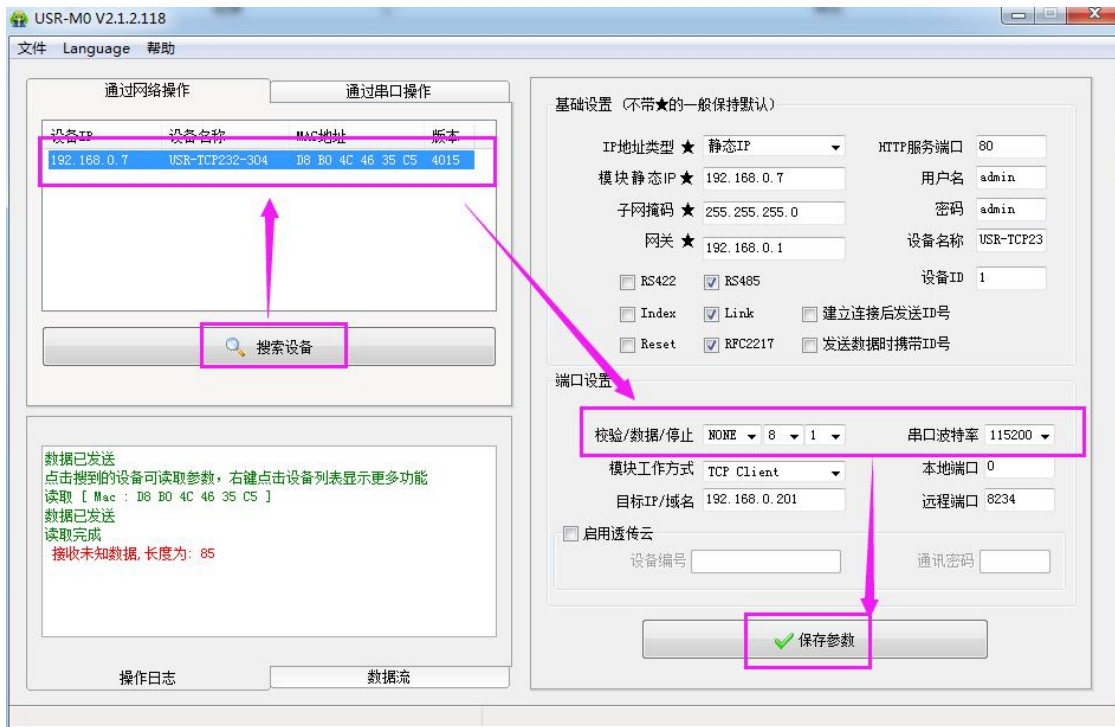 USR-M0 V2.1.2.118
文件 Language 帮助
通过网络操作 通过串口操作
设备IP 设备名称 MAC地址 版本
192.168.0.7 USR-TCP232-304 D8 B0 4C 46 35 C5 4015
搜索设备
数据已发送
点击搜到的设备可读取参数，右键点击设备列表显示更多功能
读取 [ Mac : D8 B0 4C 46 35 C5 ]
数据已发送
读取完成
接收未知数据,长度为: 85
操作日志 数据流
基础设置 (不带★的一般保持默认)
IP地址类型 ★ 静态IP HTTP服务端口 80
模块静态IP★ 192.168.0.7 用户名 admin
子网掩码 ★ 255.255.255.0 密码 admin
网关 ★ 192.168.0.1 设备名称 USR-TCP23
RS422 RS485 设备ID 1
Index Link 建立连接后发送ID号
Reset RFC2217 发送数据时携带ID号
端口设置
校验/数据/停止 NONE 8 1 串口波特率 115200
模块工作方式 TCP Client 本地端口 0
目标IP/域名 192.168.0.201 远程端口 8234
启用透传云
设备编号 通讯密码
保存参数